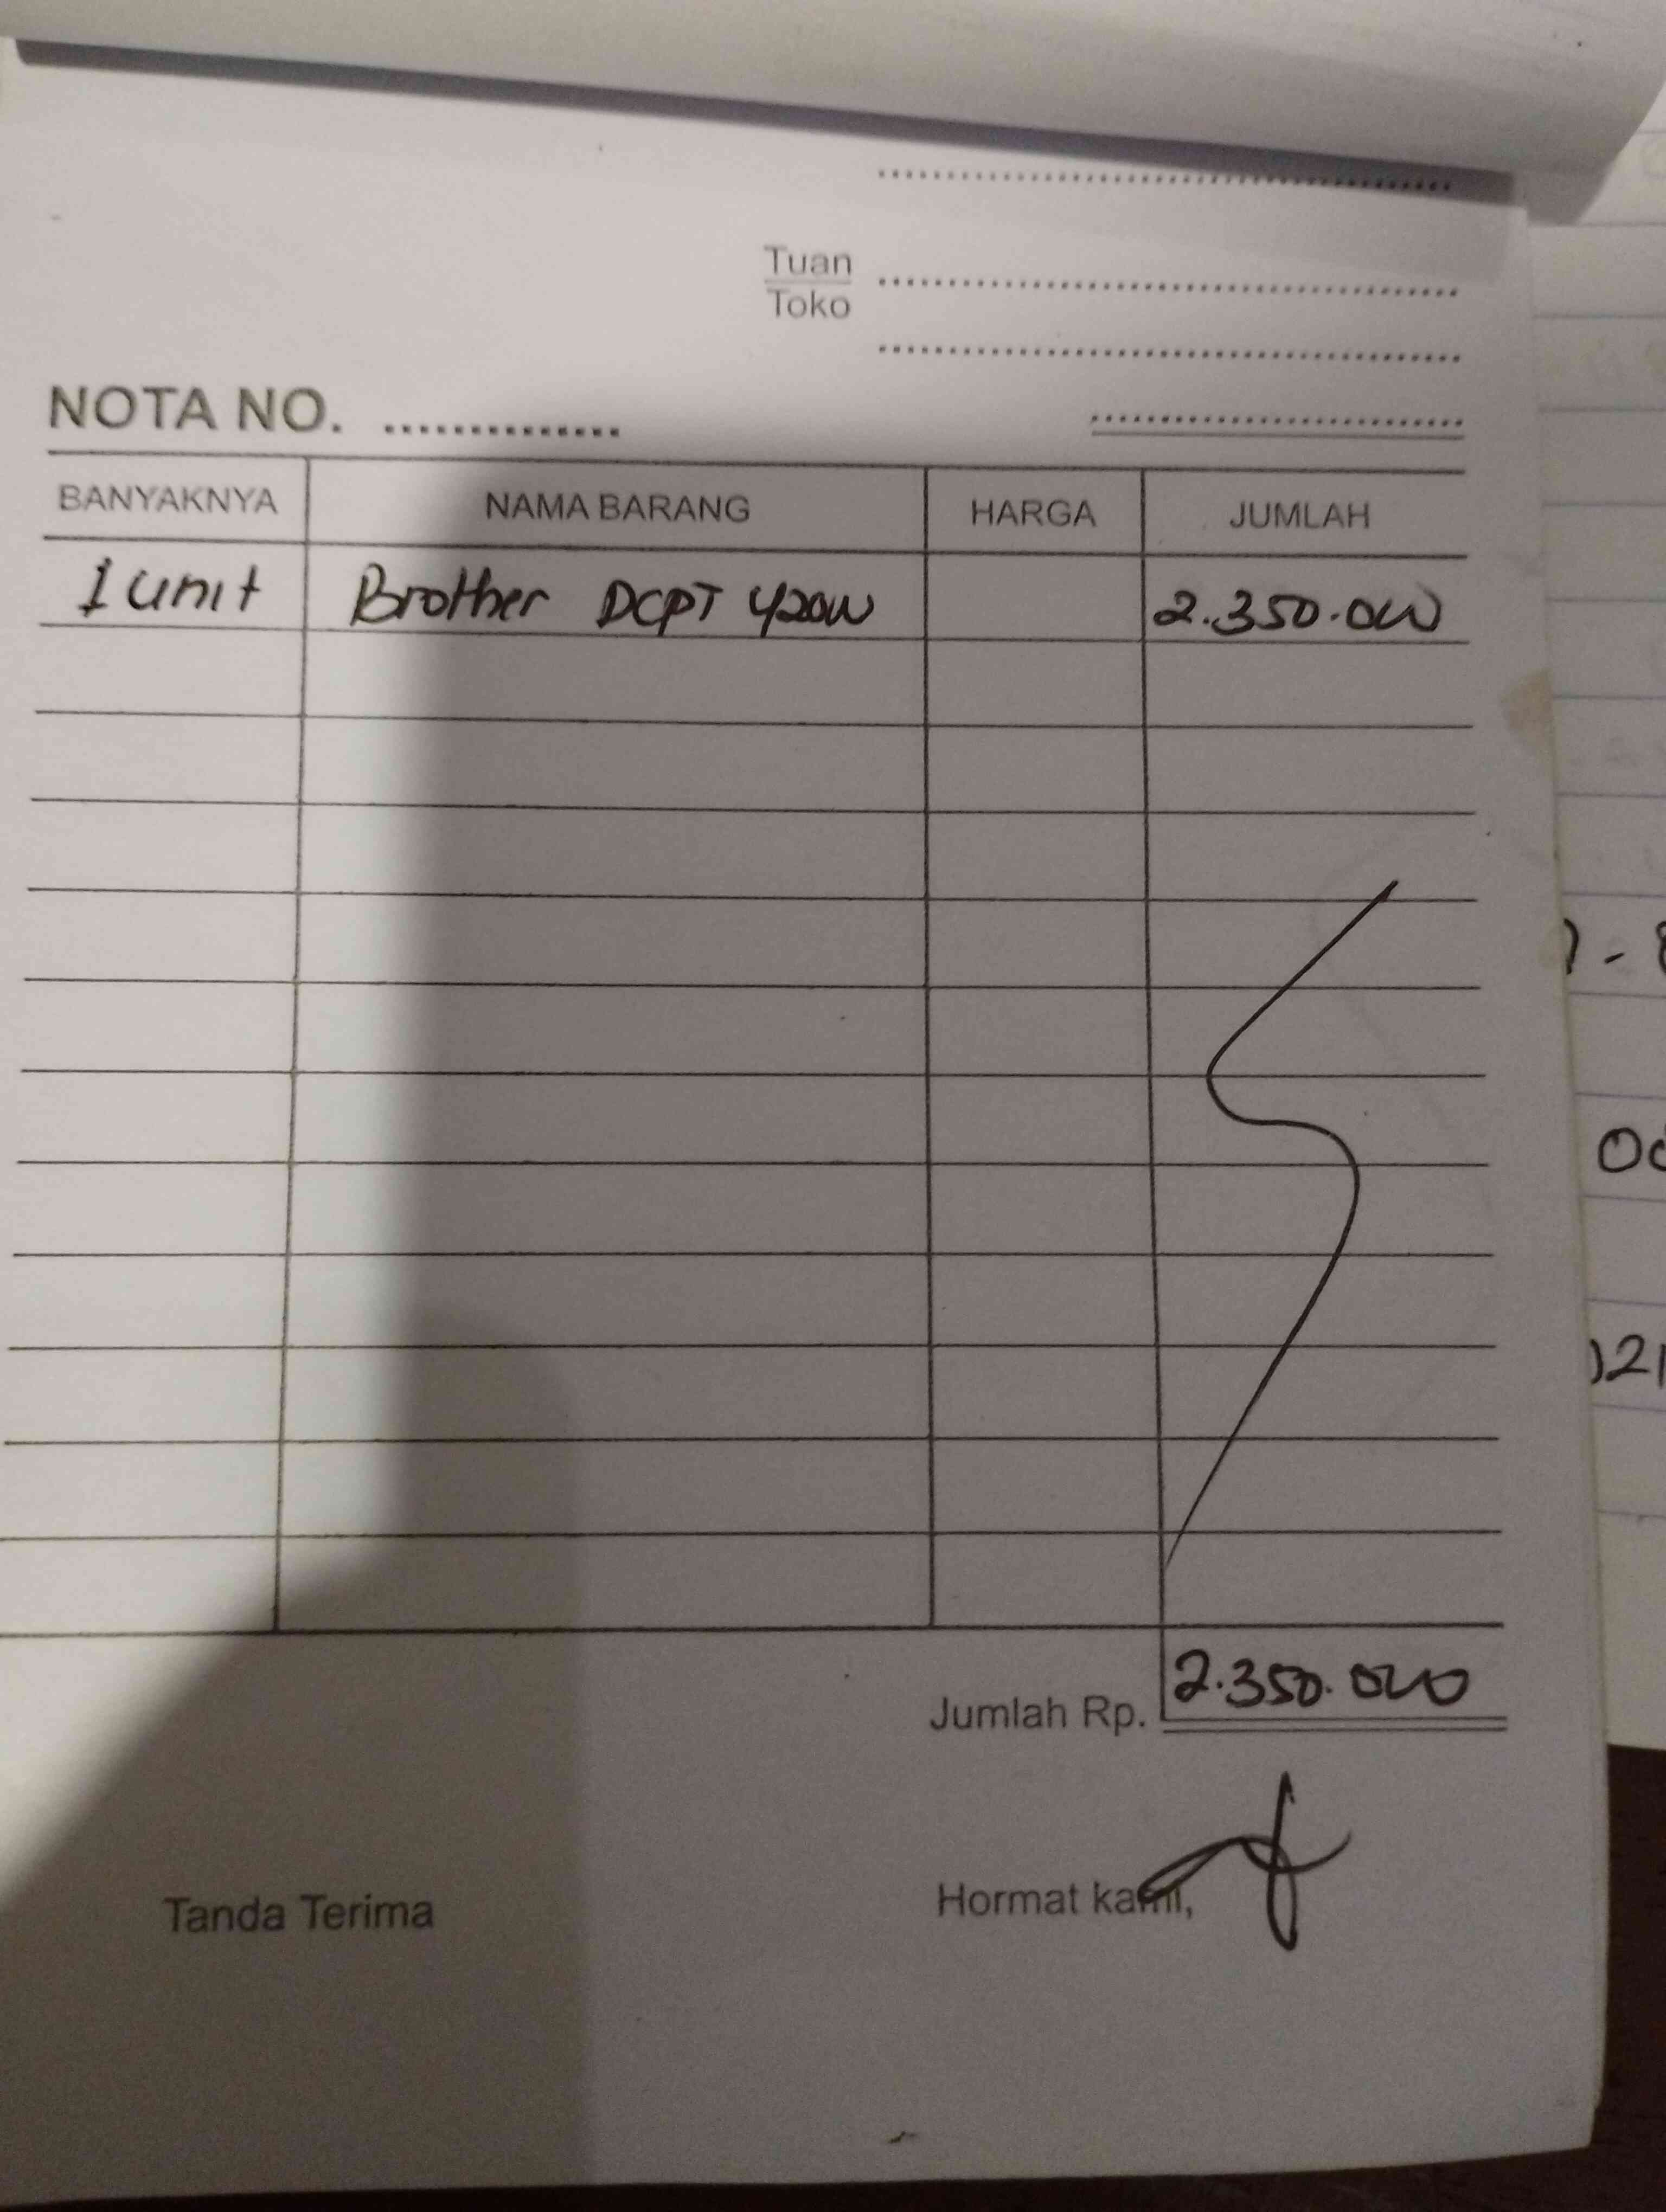 Tuan
Toko
NOTA NO. ..............
BANYAKNYA NAMA BARANG HARGA JUMLAH
1 unit Brother DCPT 420W 2.350.000
Jumlah Rp. 2.350.000
Tanda Terima Hormat kami,